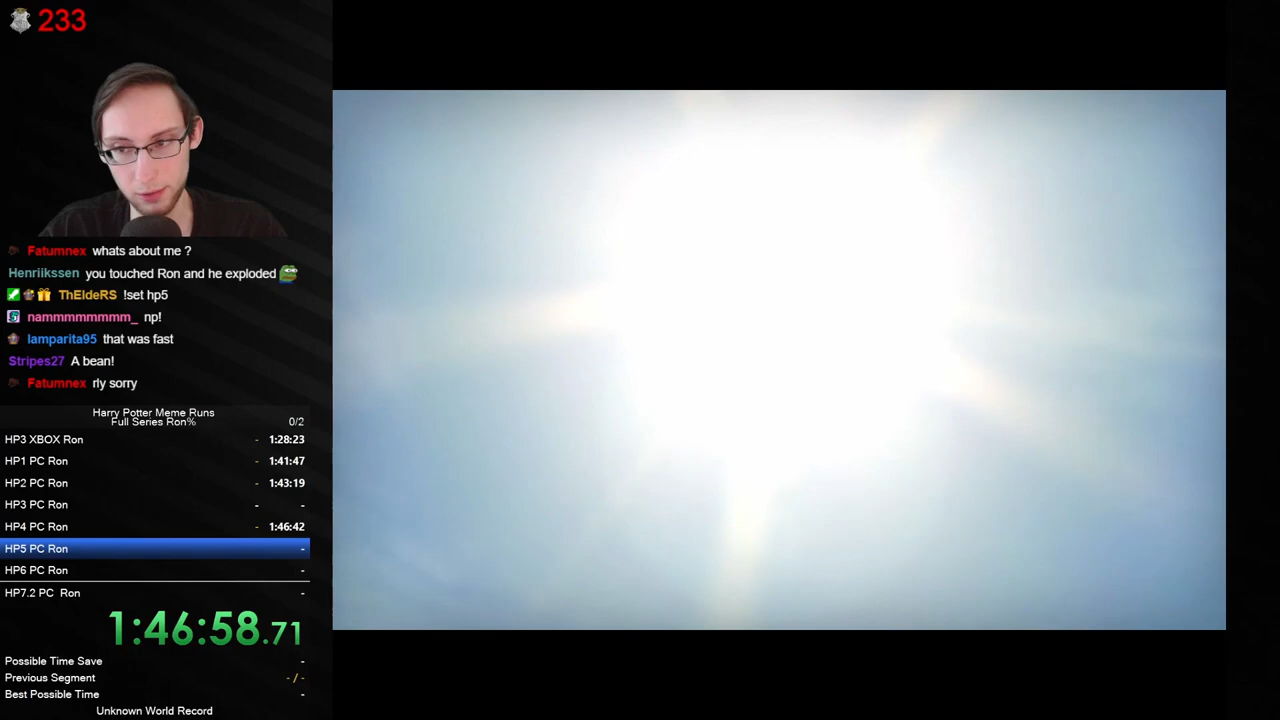 233
Fatumnex whats about me ?
Henriikssen you touched Ron and he exploded
ThEldeRS !set hp5
nammmmmmmm_ np!
lamparita95 that was fast
Stripes27 A bean!
Fatumnex rly sorry
Harry Potter Meme Runs
Full Series Ron% 0/2
HP3 XBOX Ron - 1:28:23
HP1 PC Ron - 1:41:47
HP2 PC Ron - 1:43:19
HP3 PC Ron - -
HP4 PC Ron - 1:46:42
HP5 PC Ron -
HP6 PC Ron -
HP7.2 PC Ron -
1:46:58.71
Possible Time Save -
Previous Segment - / -
Best Possible Time -
Unknown World Record